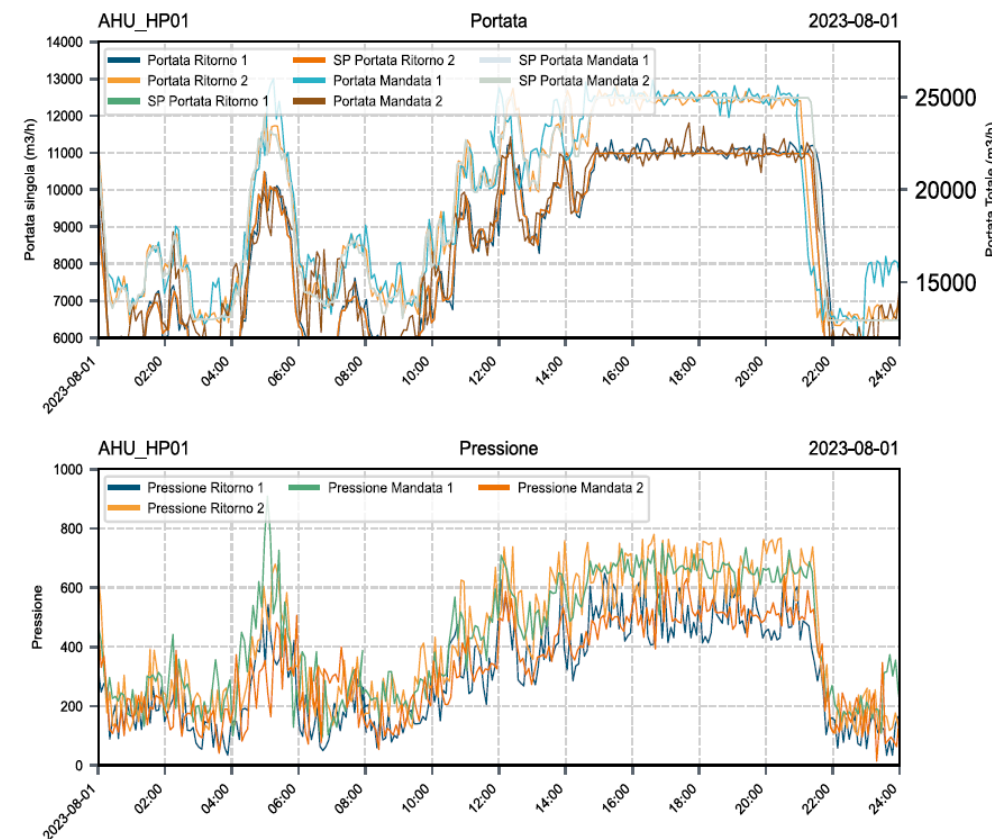 AHU_HP01 Portata 2023-08-01
14000
13000
12000
11000
10000
9000
8000
7000
6000
Portata singola (m3/h)
Portata Ritorno 1 SP Portata Ritorno 2 SP Portata Mandata 1
Portata Ritorno 2 Portata Mandata 1 SP Portata Mandata 2
SP Portata Ritorno 1 Portata Mandata 2
25000
20000
15000
Portata Totale (m3/h)
2023-08-01 02:00 04:00 06:00 08:00 10:00 12:00 14:00 16:00 18:00 20:00 22:00 24:00
AHU_HP01 Pressione 2023-08-01
1000
800
600
400
200
0
Pressione
Pressione Ritorno 1 Pressione Mandata 1 Pressione Mandata 2
Pressione Ritorno 2
2023-08-01 02:00 04:00 06:00 08:00 10:00 12:00 14:00 16:00 18:00 20:00 22:00 24:00